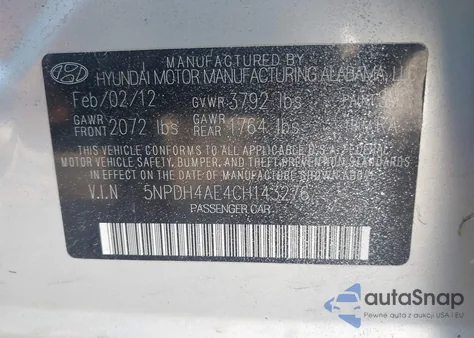 HYUNDAI MOTOR MANUFACTURING ALABAMA, LLC
Feb/02/12 GVWR 3792 lbs PAINT
GAWR FRONT 2072 lbs GAWR REAR 1764 lbs
THIS VEHICLE CONFORMS TO ALL APPLICABLE U.S. FEDERAL
MOTOR VEHICLE SAFETY, BUMPER, AND THEFT PREVENTION
STANDARDS IN EFFECT ON THE DATE OF MANUFACTURE SHOWN ABOVE.
V.I.N 5NPDH4AE4CH143276
PASSENGER CAR
autoSnap
Pewne auta z aukcji USA i EU